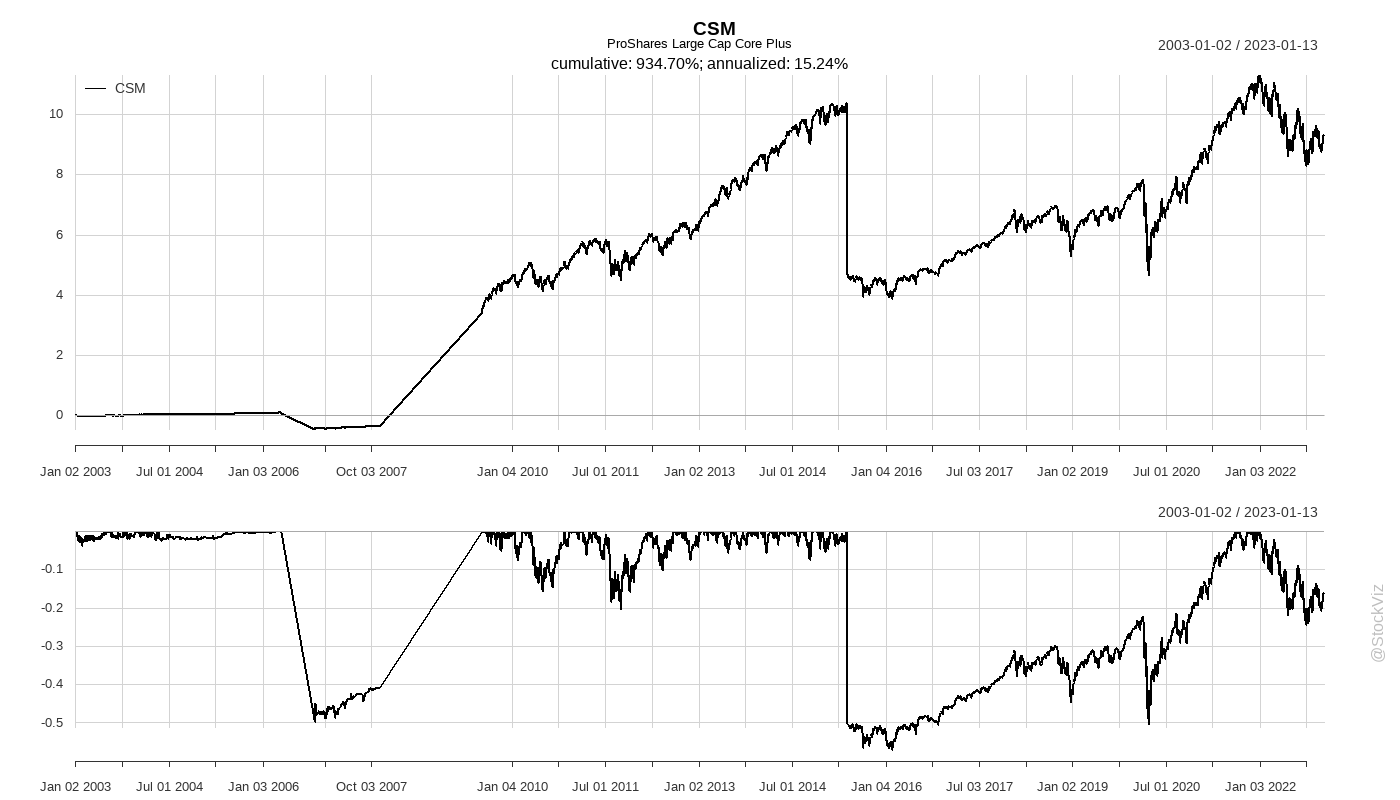 CSM
ProShares Large Cap Core Plus
2003-01-02 / 2023-01-13
cumulative: 934.70%; annualized: 15.24%
CSM
10
8
6
4
2
0
Jan 02 2003 Jul 01 2004 Jan 03 2006 Oct 03 2007 Jan 04 2010 Jul 01 2011 Jan 02 2013 Jul 01 2014 Jan 04 2016 Jul 03 2017 Jan 02 2019 Jul 01 2020 Jan 03 2022
2003-01-02 / 2023-01-13
-0.1
-0.2
-0.3
-0.4
-0.5
Jan 02 2003 Jul 01 2004 Jan 03 2006 Oct 03 2007 Jan 04 2010 Jul 01 2011 Jan 02 2013 Jul 01 2014 Jan 04 2016 Jul 03 2017 Jan 02 2019 Jul 01 2020 Jan 03 2022
@StockViz